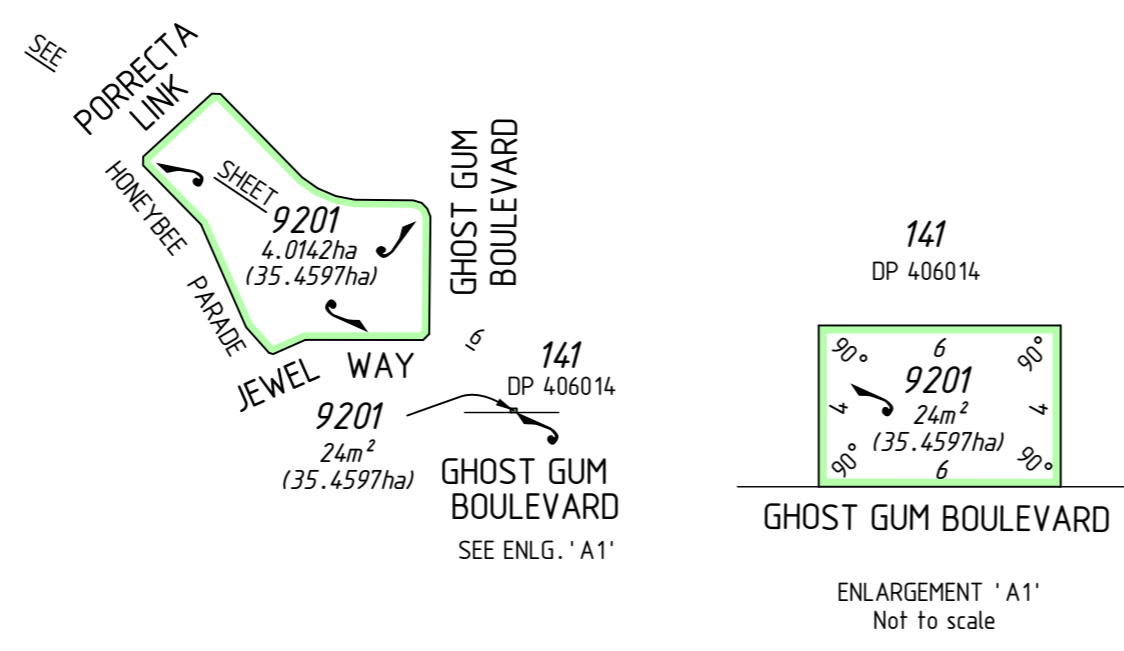 SEE
PORRECTA
LINK
HONEYBEE
PARADE
SHEET
6
9201
4.0142ha
(35.4597ha)
GHOST GUM
BOULEVARD
JEWEL WAY
141
DP 406014
9201
24m²
(35.4597ha)
GHOST GUM
BOULEVARD
SEE ENLG. 'A1'
141
DP 406014
90° 6 90°
9201
4 24m² 4
(35.4597ha)
90° 6 90°
GHOST GUM BOULEVARD
ENLARGEMENT 'A1'
Not to scale